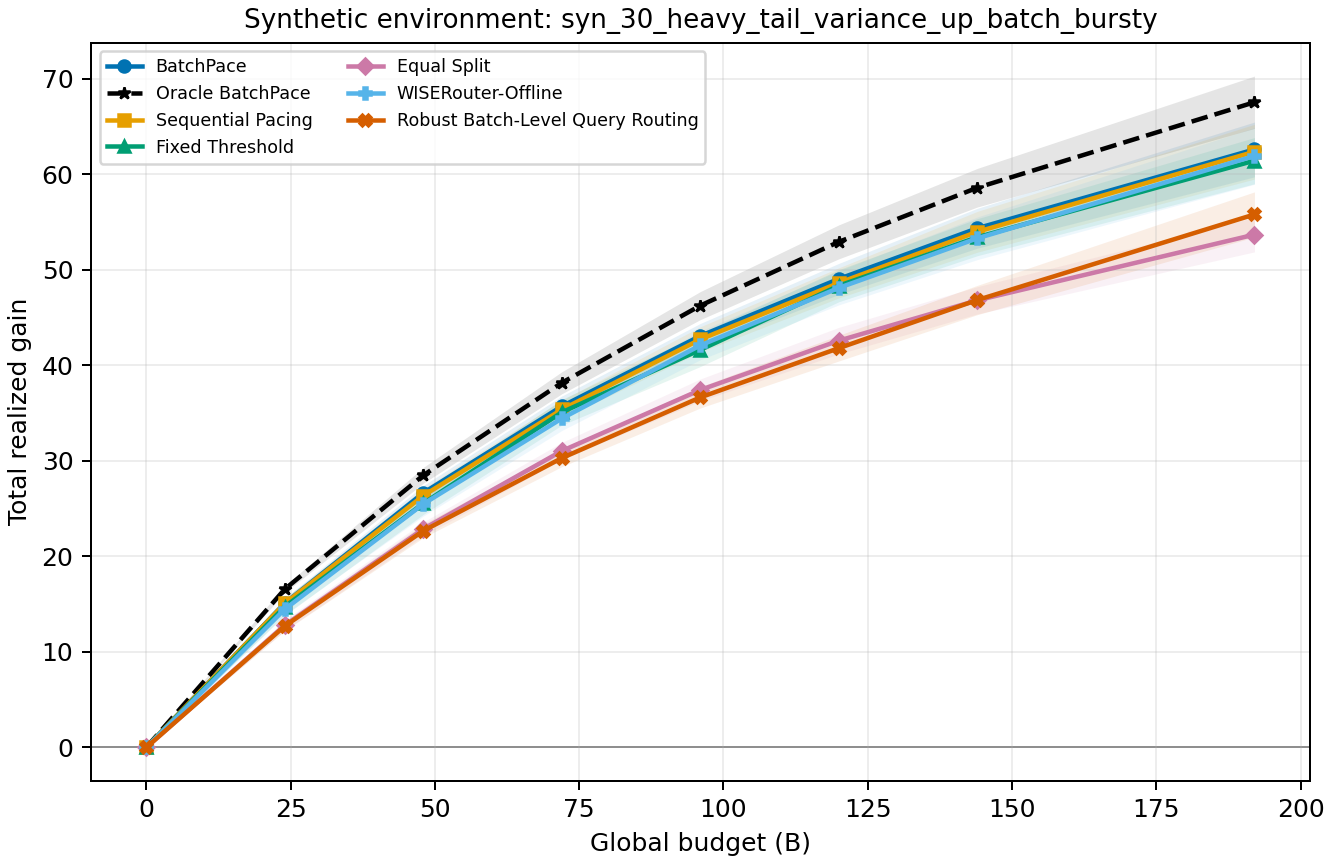 Synthetic environment: syn_30_heavy_tail_variance_up_batch_bursty
BatchPace
Oracle BatchPace
Sequential Pacing
Fixed Threshold
Equal Split
WISERouter-Offline
Robust Batch-Level Query Routing
Total realized gain
70
60
50
40
30
20
10
0
0 25 50 75 100 125 150 175 200
Global budget (B)